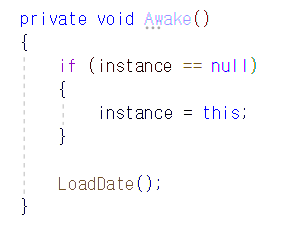 private void Awake()
{
if (instance == null)
{
instance = this;
}
LoadDate();
}